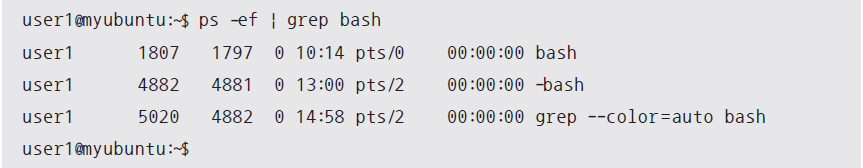 user1@myubuntu:~$ ps -ef | grep bash
user1 1807 1797 0 10:14 pts/0 00:00:00 bash
user1 4882 4881 0 13:00 pts/2 00:00:00 -bash
user1 5020 4882 0 14:58 pts/2 00:00:00 grep --color=auto bash
user1@myubuntu:~$